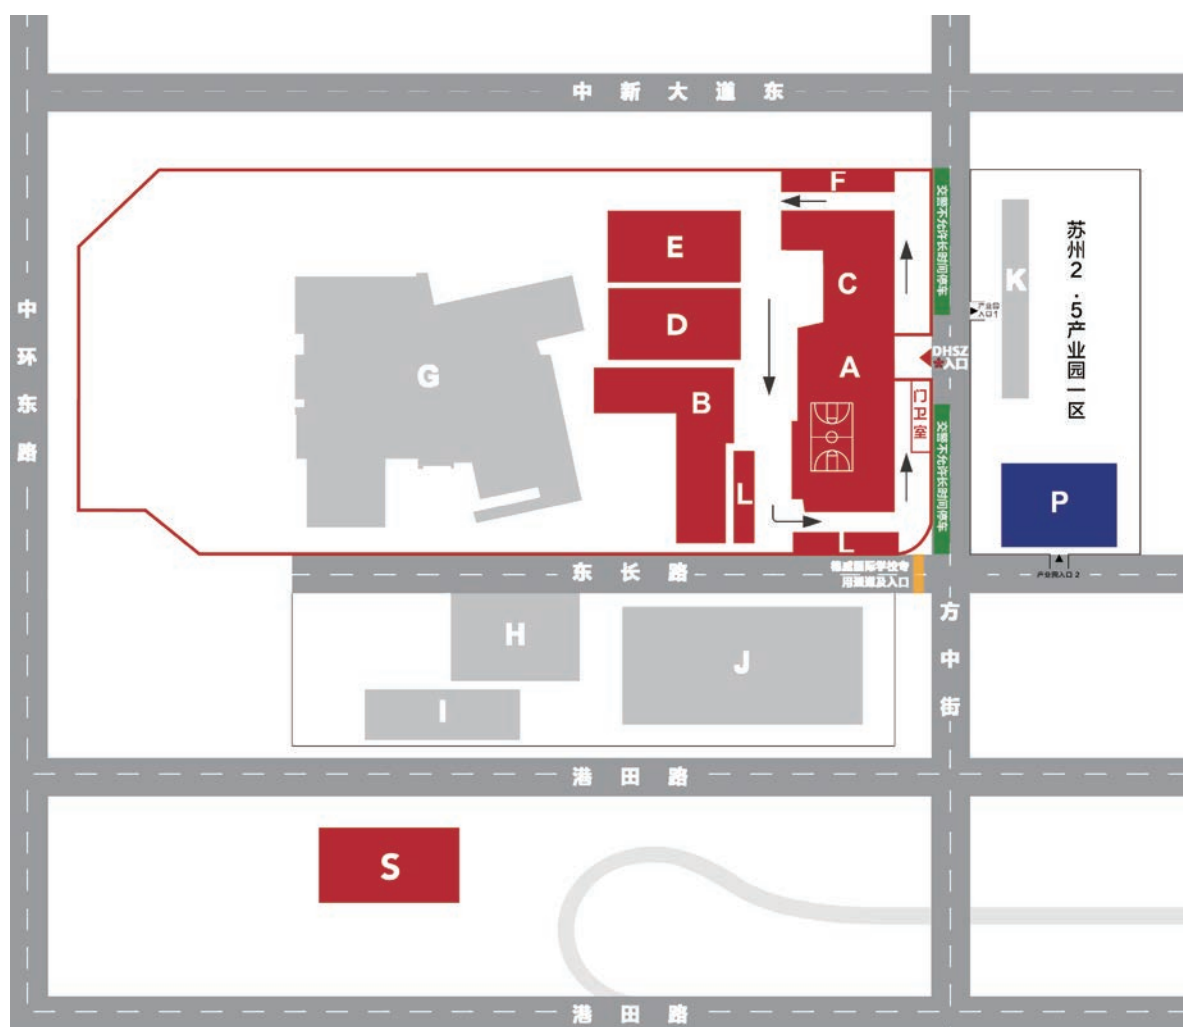 中新大道东
F
交警不允许长时间停车
E
C
K
苏州2.5产业园一区
中环东路
产业园
入口1
D
DHSZ
入口
G
A
B
门卫室
交警不允许长时间停车
L
P
L
东长路
德威国际学校专
用通道及入口
产业园入口 2
H
J
方中街
I
港田路
S
港田路